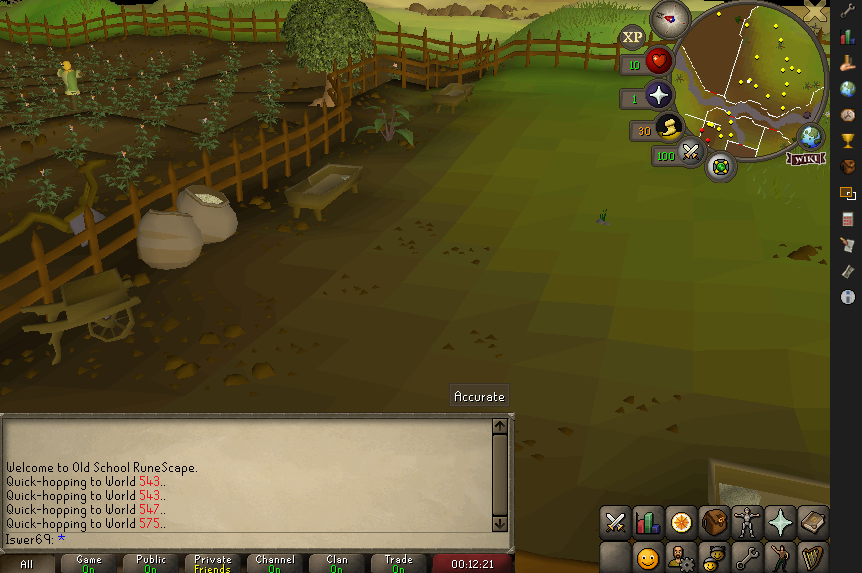 XP
10
1
30
100
WIKI
Accurate
Welcome to Old School RuneScape.
Quick-hopping to World 543..
Quick-hopping to World 543..
Quick-hopping to World 547..
Quick-hopping to World 575..
Iswer69: *
All
Game
On
Public
On
Private
Friends
Channel
On
Clan
On
Trade
On
00:12:21